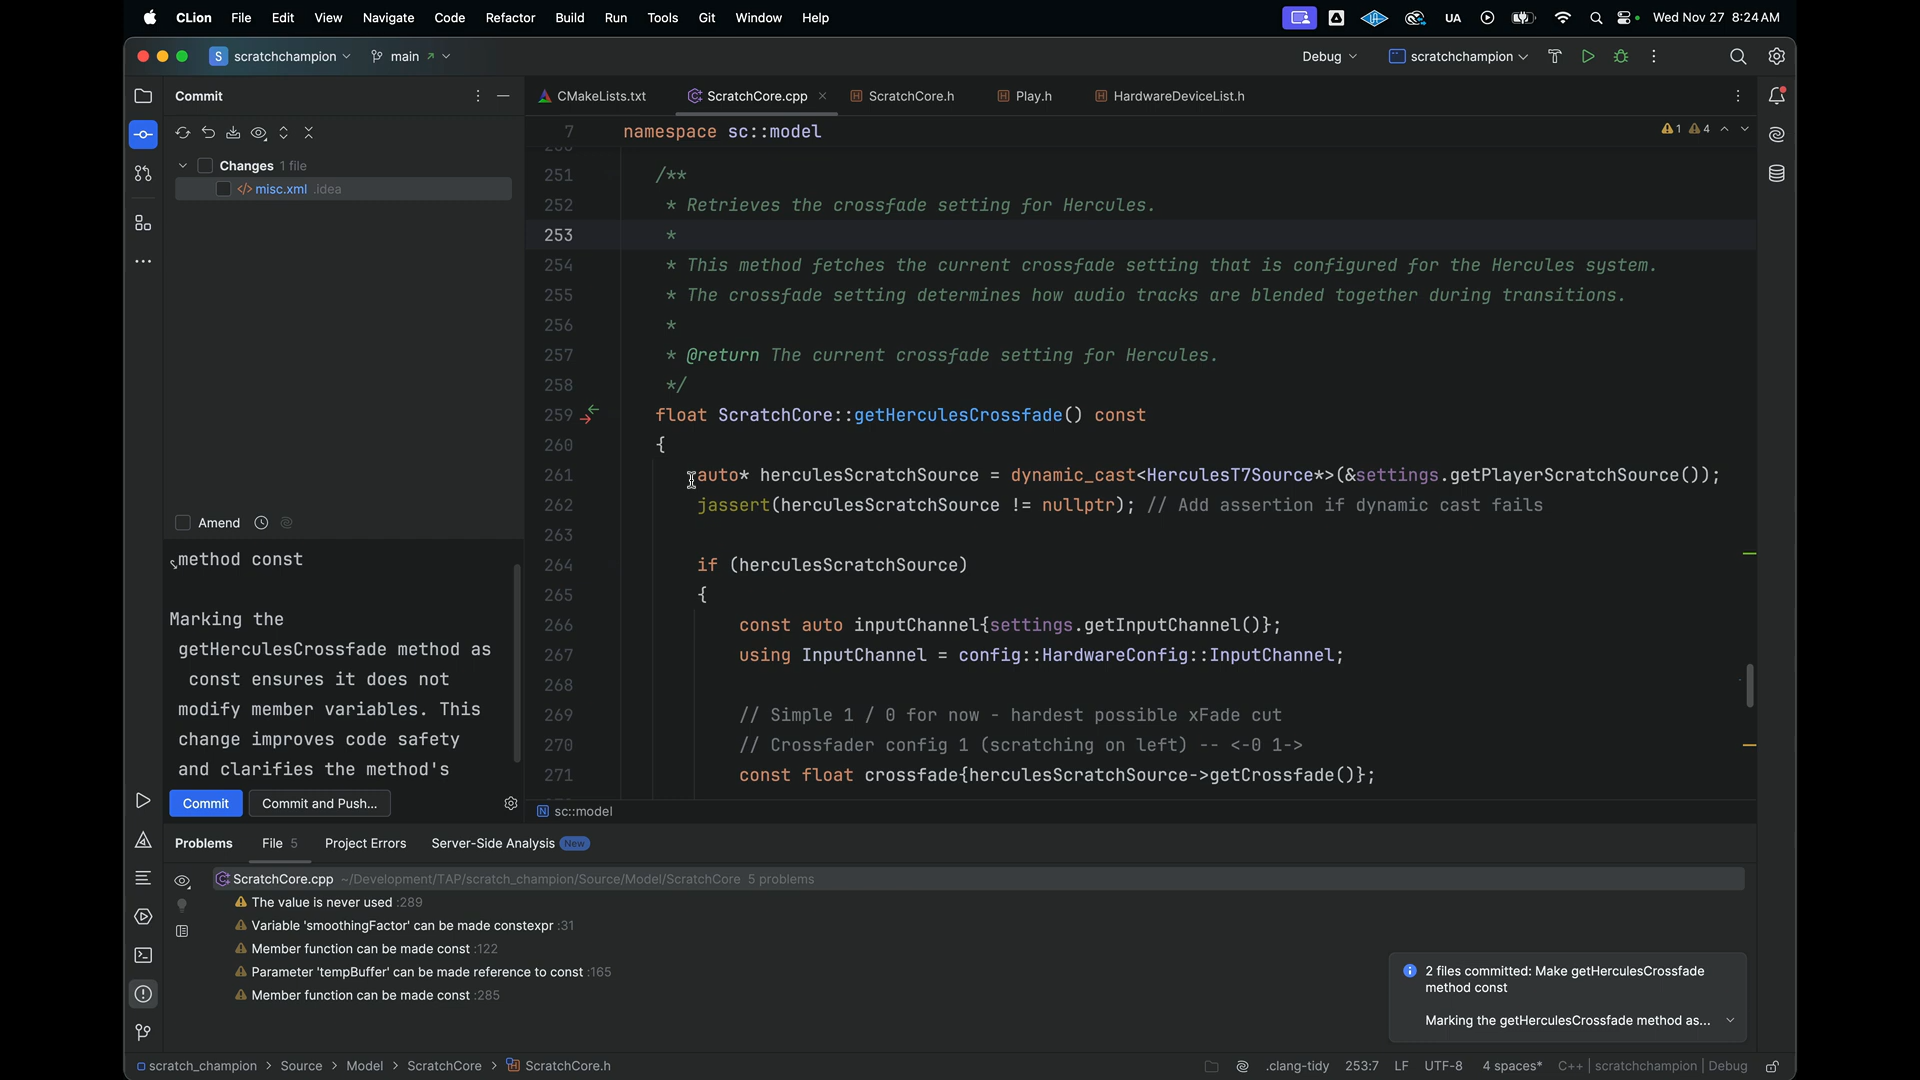 CLion File Edit View Navigate Code Refactor Build Run Tools Git Window Help UA Wed Nov 27 8:24 AM
S scratchchampion main Debug scratchchampion
Commit
Changes 1 file
</> misc.xml .idea
Amend
method const
Marking the
getHerculesCrossfade method as
const ensures it does not
modify member variables. This
change improves code safety
and clarifies the method's
Commit Commit and Push...
CMakeLists.txt ScratchCore.cpp ScratchCore.h Play.h HardwareDeviceList.h
7 namespace sc::model
1 4
251 /**
252 * Retrieves the crossfade setting for Hercules.
253 *
254 * This method fetches the current crossfade setting that is configured for the Hercules system.
255 * The crossfade setting determines how audio tracks are blended together during transitions.
256 *
257 * @return The current crossfade setting for Hercules.
258 */
259 float ScratchCore::getHerculesCrossfade() const
260 {
261 auto* herculesScratchSource = dynamic_cast<HerculesT7Source*>(&settings.getPlayerScratchSource());
262 jassert(herculesScratchSource != nullptr); // Add assertion if dynamic cast fails
263
264 if (herculesScratchSource)
265 {
266 const auto inputChannel{settings.getInputChannel()};
267 using InputChannel = config::HardwareConfig::InputChannel;
268
269 // Simple 1 / 0 for now - hardest possible xFade cut
270 // Crossfader config 1 (scratching on left) -- <-0 1->
271 const float crossfade{herculesScratchSource->getCrossfade()};
sc::model
Problems File 5 Project Errors Server-Side Analysis New
ScratchCore.cpp ~/Development/TAP/scratch_champion/Source/Model/ScratchCore 5 problems
The value is never used :289
Variable 'smoothingFactor' can be made constexpr :31
Member function can be made const :122
Parameter 'tempBuffer' can be made reference to const :165
Member function can be made const :285
2 files committed: Make getHerculesCrossfade
method const
Marking the getHerculesCrossfade method as...
scratch_champion > Source > Model > ScratchCore > ScratchCore.h .clang-tidy 253:7 LF UTF-8 4 spaces* C++ | scratchchampion | Debug